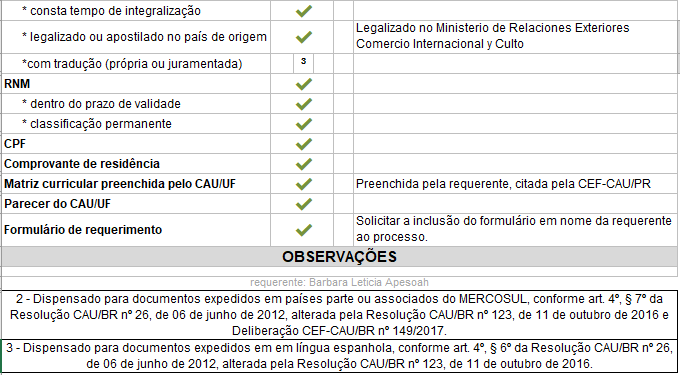 * consta tempo de integralização
* legalizado ou apostilado no país de origem
Legalizado no Ministerio de Relaciones Exteriores
Comercio Internacional y Culto
*com tradução (própria ou juramentada)
3
RNM
* dentro do prazo de validade
* classificação permanente
CPF
Comprovante de residência
Matriz curricular preenchida pelo CAU/UF
Preenchida pela requerente, citada pela CEF-CAU/PR
Parecer do CAU/UF
Formulário de requerimento
Solicitar a inclusão do formulário em nome da requerente
ao processo.
OBSERVAÇÕES
requerente: Barbara Leticia Apesoah
2 - Dispensado para documentos expedidos em países parte ou associados do MERCOSUL, conforme art. 4º, § 7º da
Resolução CAU/BR nº 26, de 06 de junho de 2012, alterada pela Resolução CAU/BR nº 123, de 11 de outubro de 2016 e
Deliberação CEF-CAU/BR nº 149/2017.
3 - Dispensado para documentos expedidos em em língua espanhola, conforme art. 4º, § 6º da Resolução CAU/BR nº 26,
de 06 de junho de 2012, alterada pela Resolução CAU/BR nº 123, de 11 de outubro de 2016.